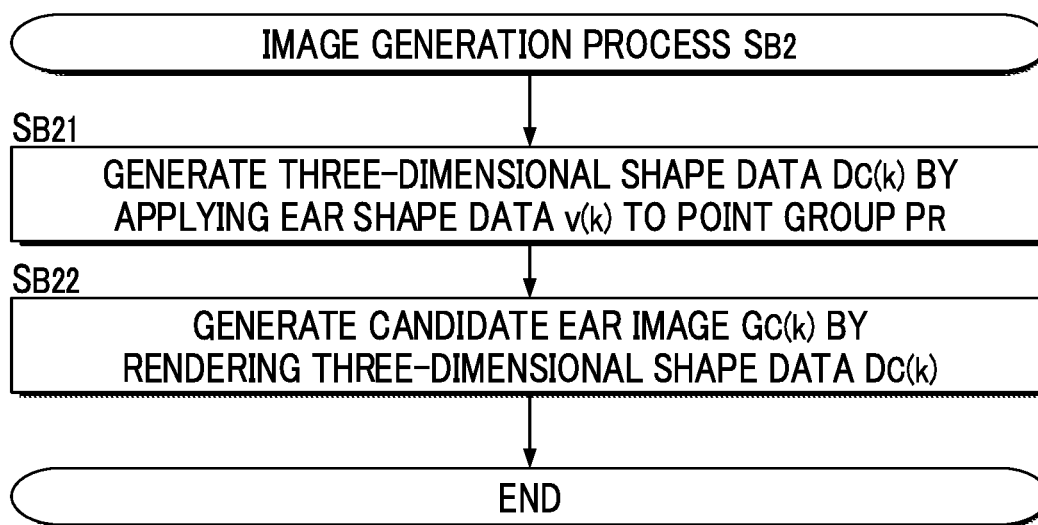 IMAGE GENERATION PROCESS SB2
SB21
GENERATE THREE-DIMENSIONAL SHAPE DATA DC(k) BY
APPLYING EAR SHAPE DATA v(k) TO POINT GROUP PR
SB22
GENERATE CANDIDATE EAR IMAGE GC(k) BY
RENDERING THREE-DIMENSIONAL SHAPE DATA DC(k)
END